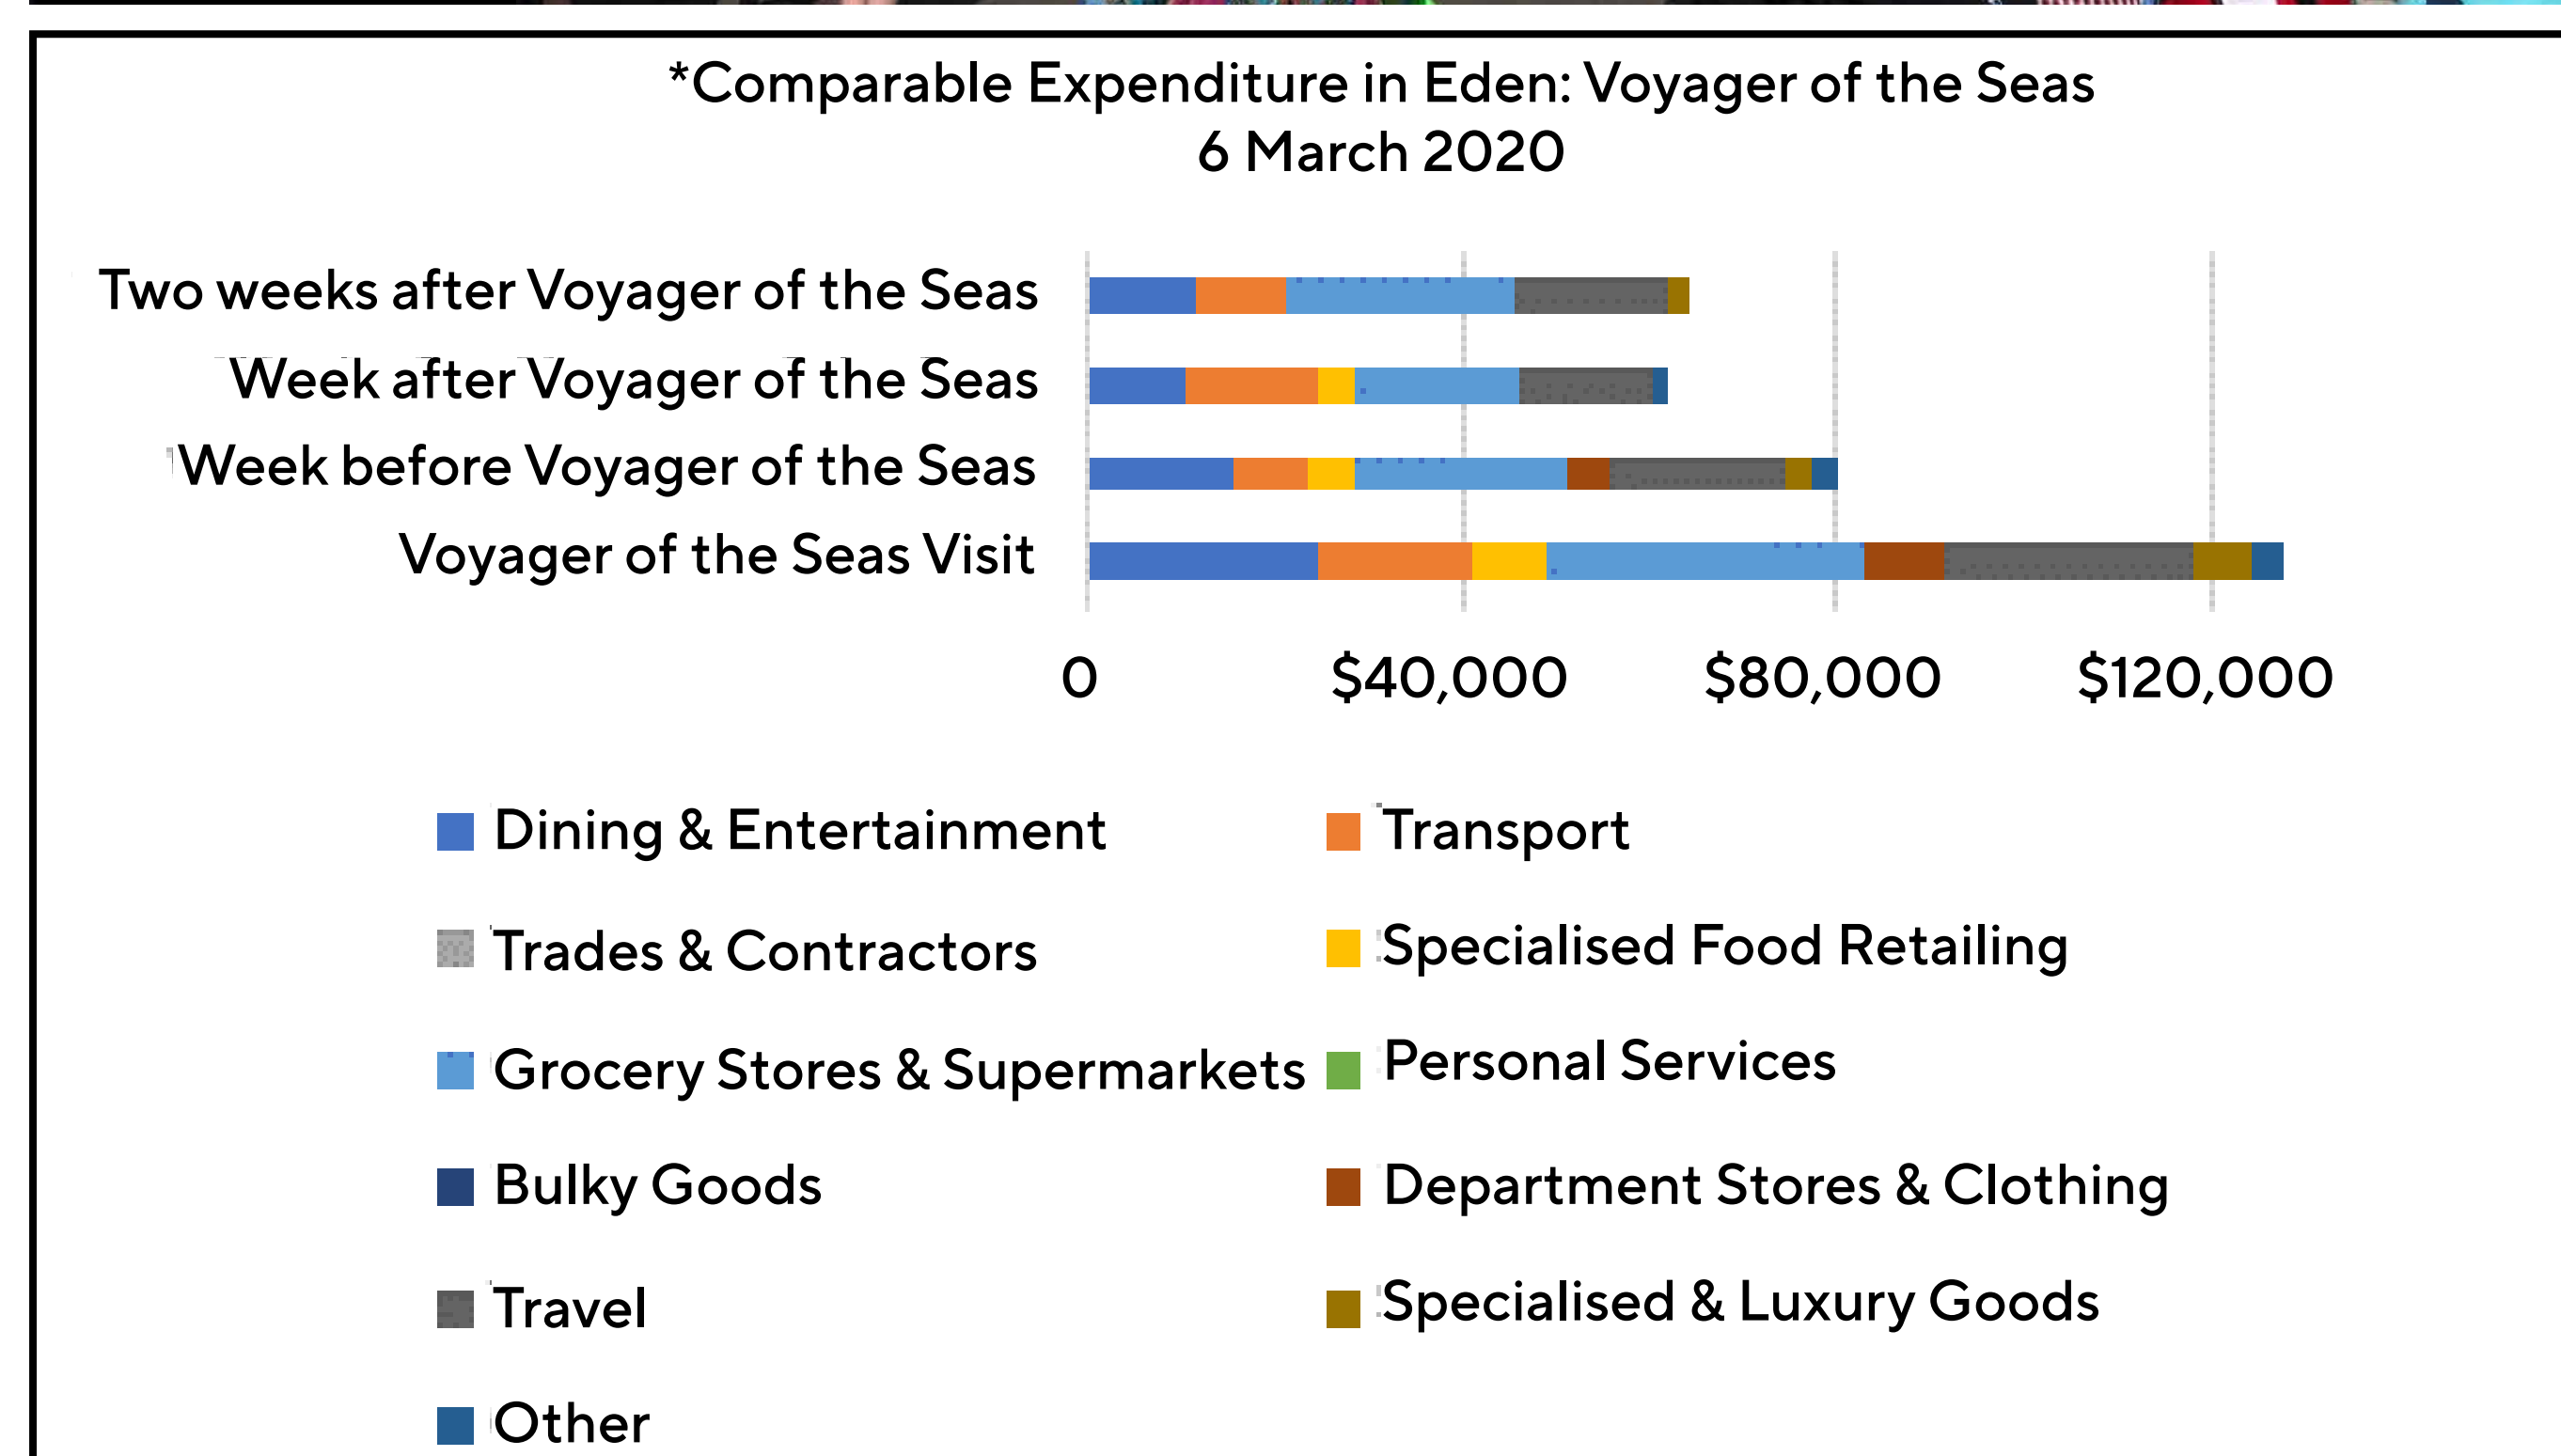 *Comparable Expenditure in Eden: Voyager of the Seas
6 March 2020
Two weeks after Voyager of the Seas
Week after Voyager of the Seas
Week before Voyager of the Seas
Voyager of the Seas Visit
0 $40,000 $80,000 $120,000
Dining & Entertainment Transport
Trades & Contractors Specialised Food Retailing
Grocery Stores & Supermarkets Personal Services
Bulky Goods Department Stores & Clothing
Travel Specialised & Luxury Goods
Other